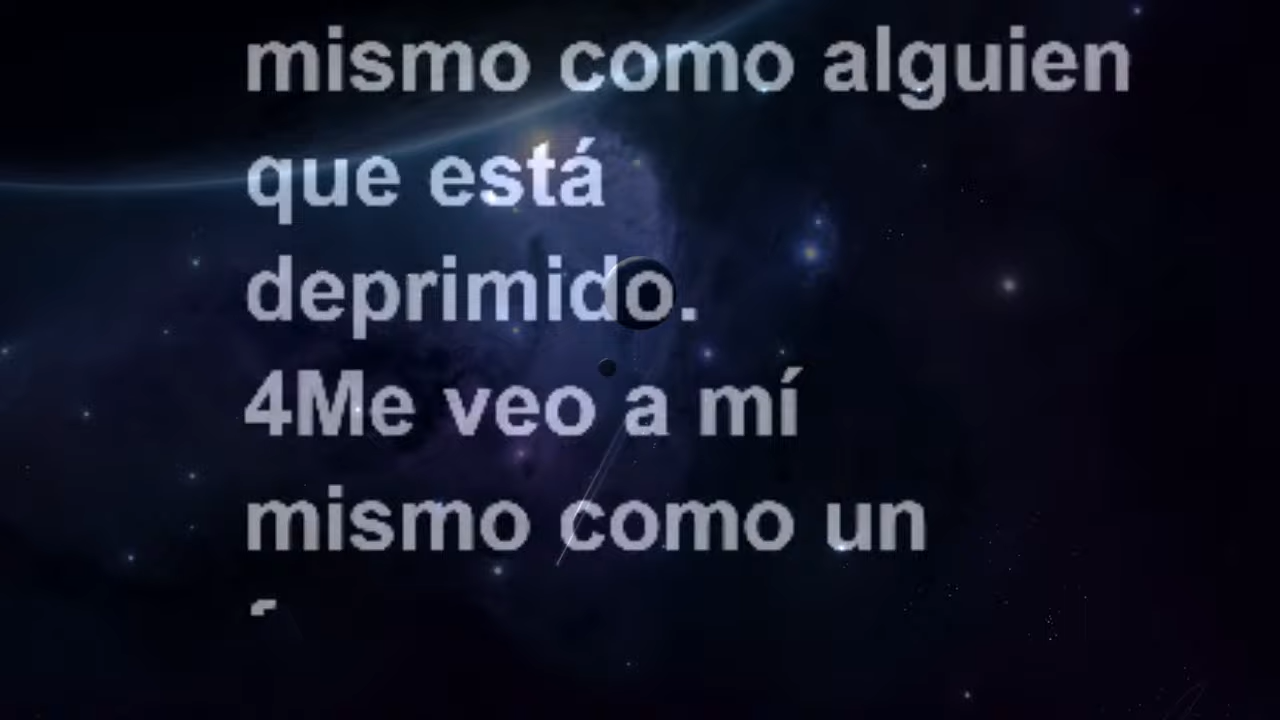 mismo como alguien
que está
deprimido.
4Me veo a mí
mismo como un